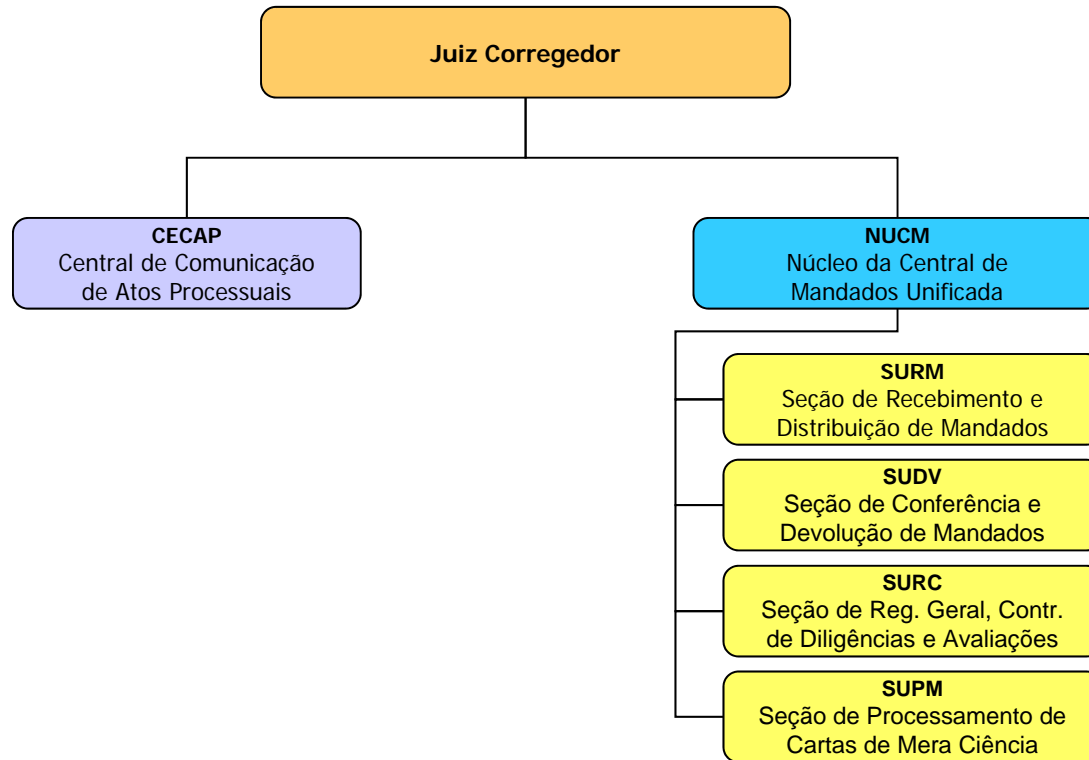 Juiz Corregedor
CECAP
Central de Comunicação
de Atos Processuais
NUCM
Núcleo da Central de
Mandados Unificada
SURM
Seção de Recebimento e
Distribuição de Mandados
SUDV
Seção de Conferência e
Devolução de Mandados
SURC
Seção de Reg. Geral, Contr.
de Diligências e Avaliações
SUPM
Seção de Processamento de
Cartas de Mera Ciência